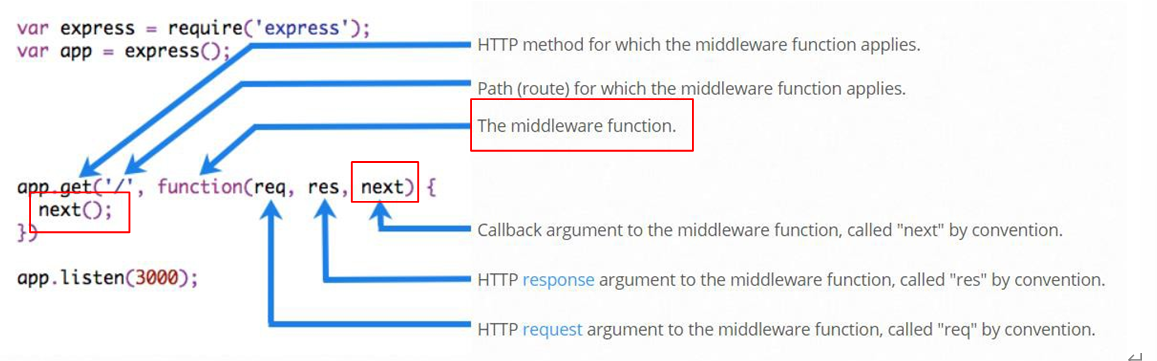 var express = require('express');
var app = express();
HTTP method for which the middleware function applies.
Path (route) for which the middleware function applies.
The middleware function.
app.get('/', function(req, res, next) {
next();
})
Callback argument to the middleware function, called "next" by convention.
app.listen(3000);
HTTP response argument to the middleware function, called "res" by convention.
HTTP request argument to the middleware function, called "req" by convention.